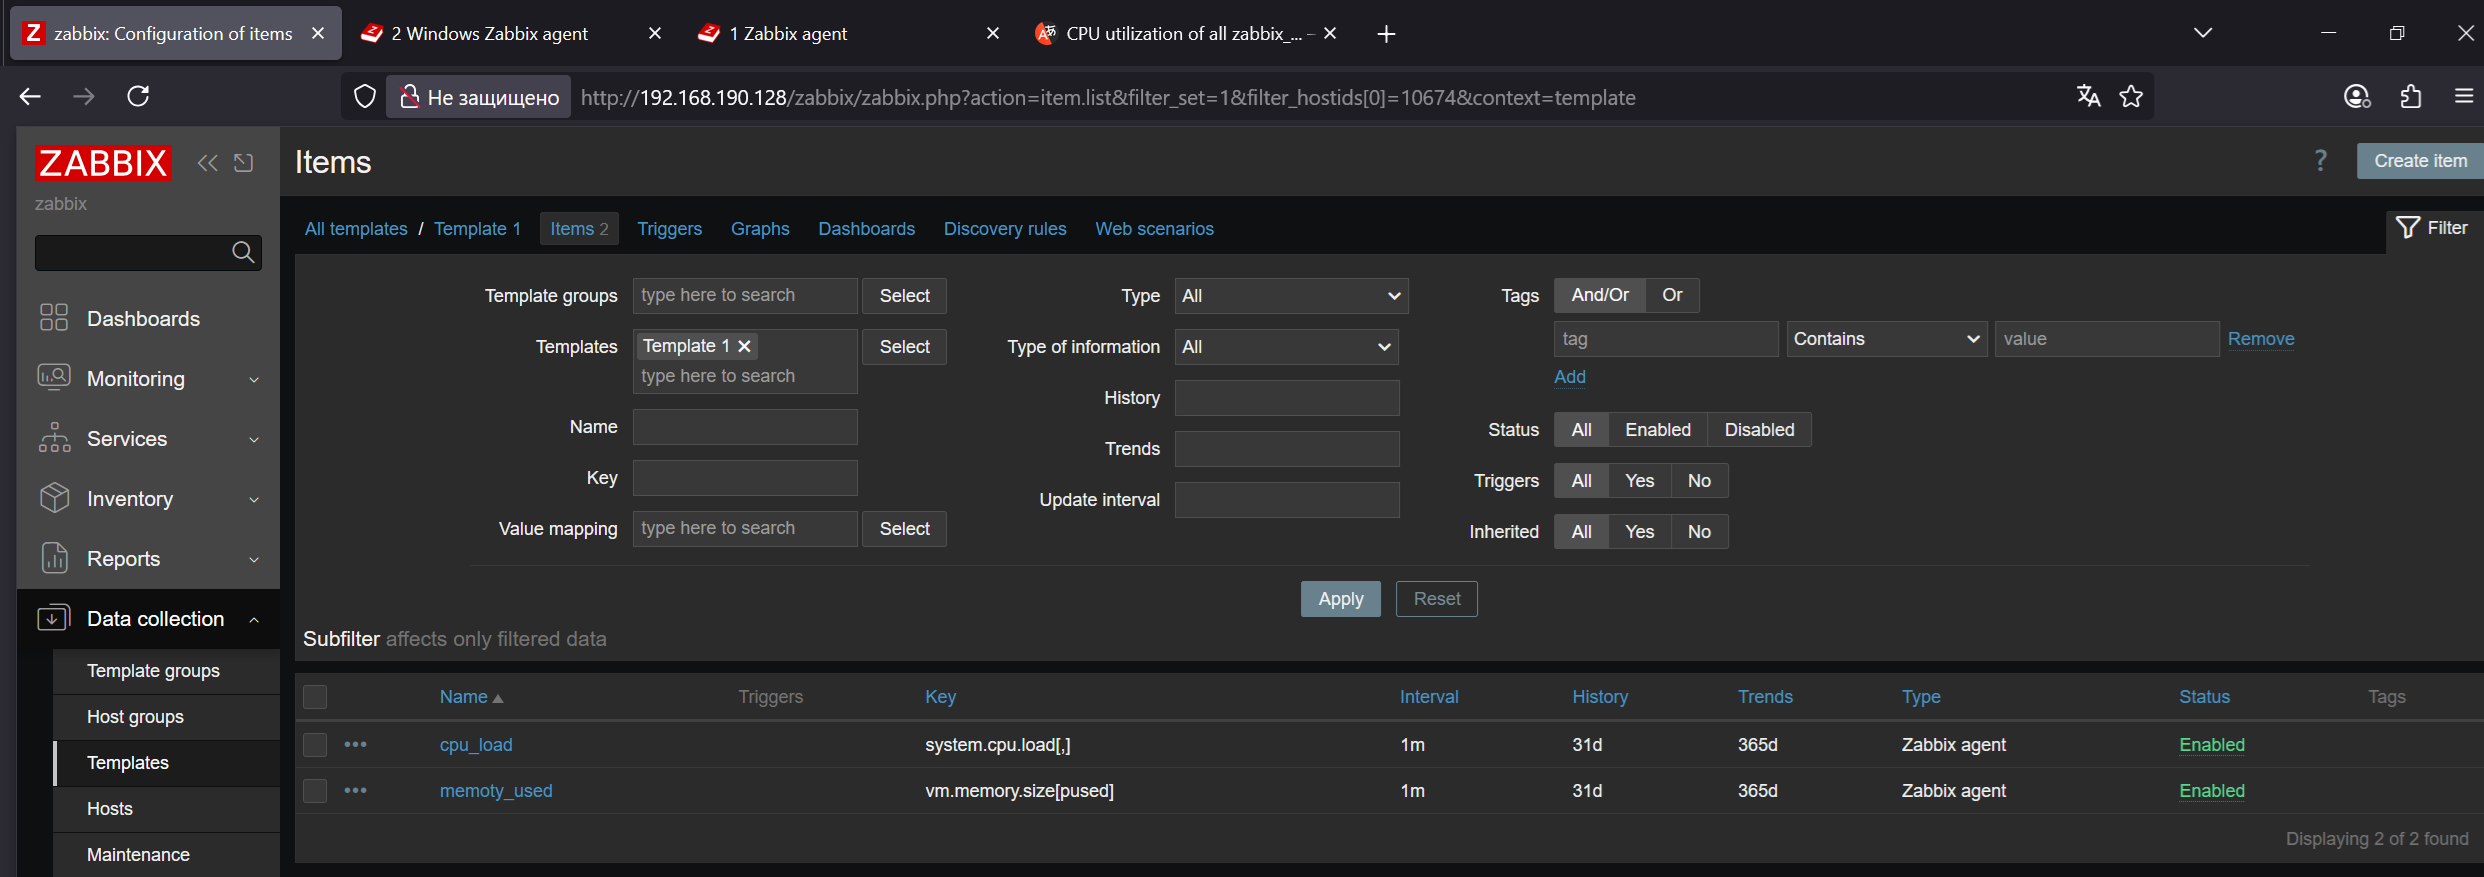 zabbix: Configuration of items
2 Windows Zabbix agent
1 Zabbix agent
CPU utilization of all zabbix_...
Не защищено
http://192.168.190.128/zabbix/zabbix.php?action=item.list&filter_set=1&filter_hostids[0]=10674&context=template
ZABBIX
zabbix
Dashboards
Monitoring
Services
Inventory
Reports
Data collection
Template groups
Host groups
Templates
Hosts
Maintenance
Items
? Create item
All templates / Template 1 Items 2 Triggers Graphs Dashboards Discovery rules Web scenarios
Filter
Template groups type here to search Select
Templates Template 1 Select
type here to search
Name
Key
Value mapping type here to search Select
Type All
Type of information All
History
Trends
Update interval
Tags And/Or Or
tag Contains value Remove
Add
Status All Enabled Disabled
Triggers All Yes No
Inherited All Yes No
Apply Reset
Subfilter affects only filtered data
Name Triggers Key Interval History Trends Type Status Tags
cpu_load system.cpu.load[,] 1m 31d 365d Zabbix agent Enabled
memoty_used vm.memory.size[pused] 1m 31d 365d Zabbix agent Enabled
Displaying 2 of 2 found